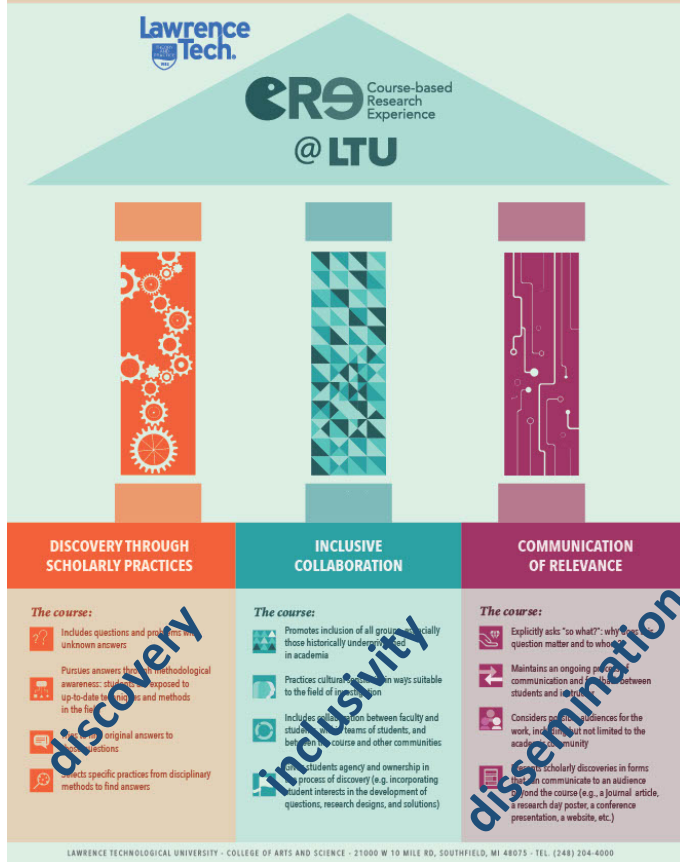 Lawrence
Tech.
CRE Course-based
Research
Experience
@ LTU
DISCOVERY THROUGH
SCHOLARLY PRACTICES
The course:
Includes questions and problems
unknown answers
Pursues answers through methodological
awareness: students exposed to
up-to-date techniques and methods
in the field
original answers to
questions
Selects specific practices from disciplinary
methods to find answers
discovery
INCLUSIVE
COLLABORATION
The course:
Promotes inclusion of all groups, especially
those historically underprivileged
in academia
Practices cultural in ways suitable
to the field of investigation
Includes collaboration between faculty and
students, teams of students, and
between the course and other communities
students agency and ownership in
process of discovery (e.g. incorporating
student interests in the development of
questions, research designs, and solutions)
inclusivity
COMMUNICATION
OF RELEVANCE
The course:
Explicitly asks "so what?": why does
question matter and to whom?
Maintains an ongoing process of
communication and feedback between
students and instructor
Considers possible audiences for the
work, including but not limited to the
academic community
Presents scholarly discoveries in forms
that can communicate to an audience
beyond the course (e.g., a Journal article,
a research day poster, a conference
presentation, a website, etc.)
dissemination
LAWRENCE TECHNOLOGICAL UNIVERSITY - COLLEGE OF ARTS AND SCIENCE - 21000 W 10 MILE RD, SOUTHFIELD, MI 48075 - TEL. (248) 204-4000